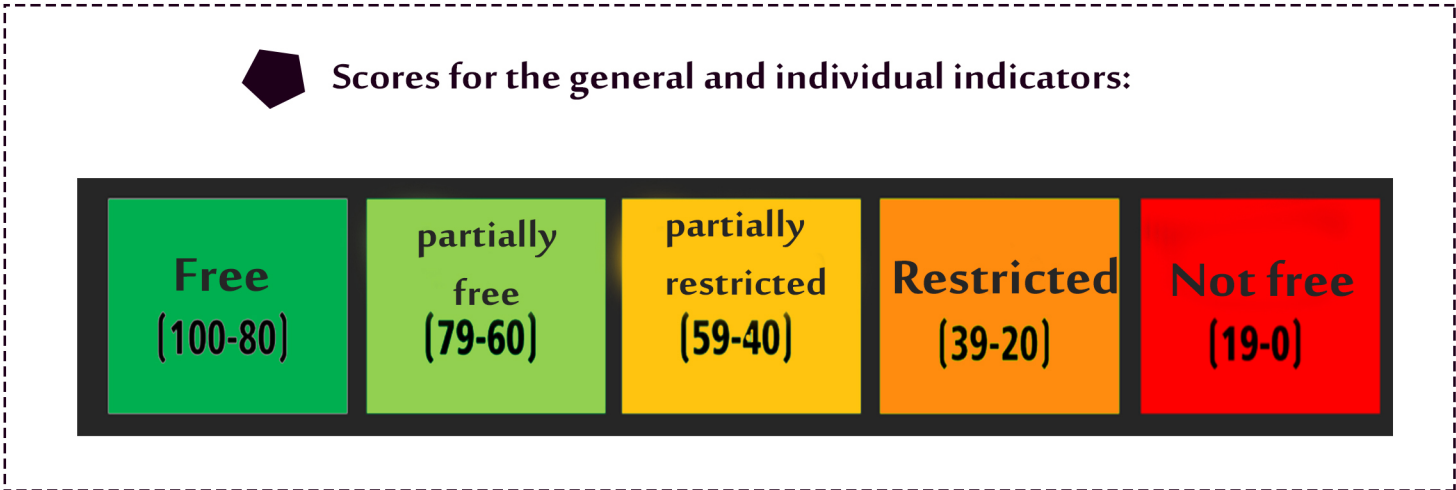 Scores for the general and individual indicators:
Free
(100-80)
partially
free
(79-60)
partially
restricted
(59-40)
Restricted
(39-20)
Not free
(19-0)